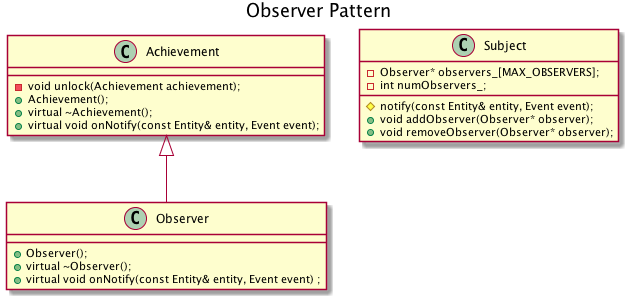 Observer Pattern
C Achievement
void unlock(Achievement achievement);
Achievement();
virtual ~Achievement();
virtual void onNotify(const Entity& entity, Event event);
C Subject
Observer* observers_[MAX_OBSERVERS];
int numObservers_;
notify(const Entity& entity, Event event);
void addObserver(Observer* observer);
void removeObserver(Observer* observer);
C Observer
Observer();
virtual ~Observer();
virtual void onNotify(const Entity& entity, Event event) ;